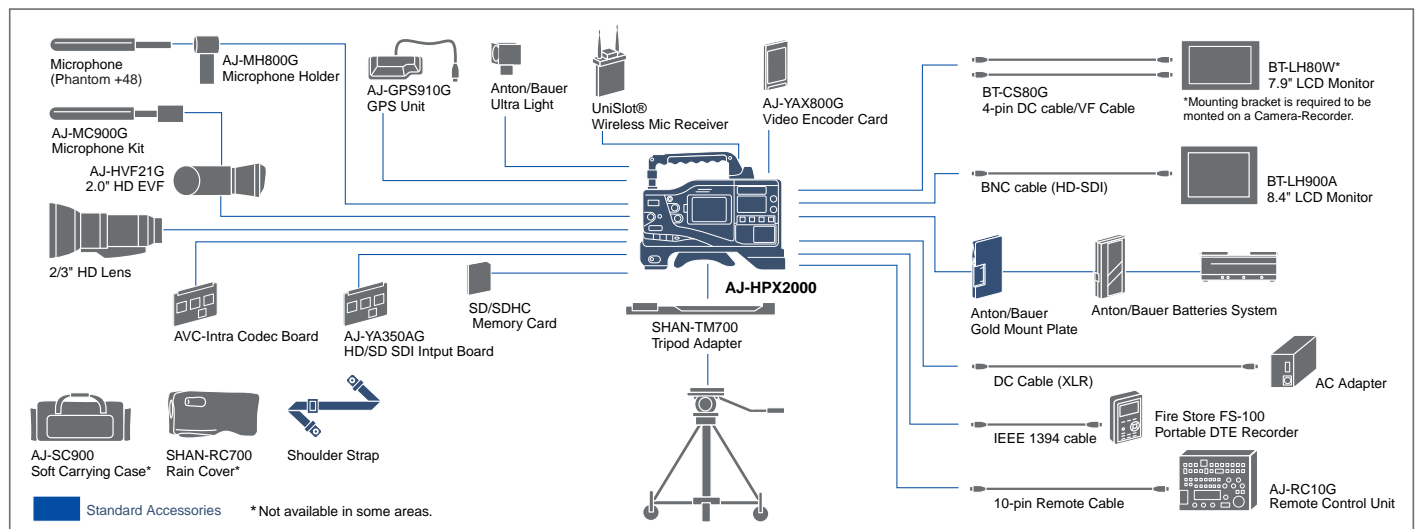 Microphone
(Phantom +48)
AJ-MH800G
Microphone Holder
AJ-GPS910G
GPS Unit
Anton/Bauer
Ultra Light
UniSlot®
Wireless Mic Receiver
AJ-YAX800G
Video Encoder Card
BT-CS80G
4-pin DC cable/VF Cable
BT-LH80W*
7.9" LCD Monitor
*Mounting bracket is required to be
monted on a Camera-Recorder.
AJ-MC900G
Microphone Kit
AJ-HVF21G
2.0" HD EVF
BNC cable (HD-SDI)
BT-LH900A
8.4" LCD Monitor
2/3" HD Lens
AJ-HPX2000
AVC-Intra Codec Board
AJ-YA350AG
HD/SD SDI Intput Board
SD/SDHC
Memory Card
SHAN-TM700
Tripod Adapter
Anton/Bauer
Gold Mount Plate
Anton/Bauer Batteries System
DC Cable (XLR)
AC Adapter
IEEE 1394 cable
Fire Store FS-100
Portable DTE Recorder
10-pin Remote Cable
AJ-RC10G
Remote Control Unit
AJ-SC900
Soft Carrying Case*
SHAN-RC700
Rain Cover*
Shoulder Strap
Standard Accessories
*Not available in some areas.